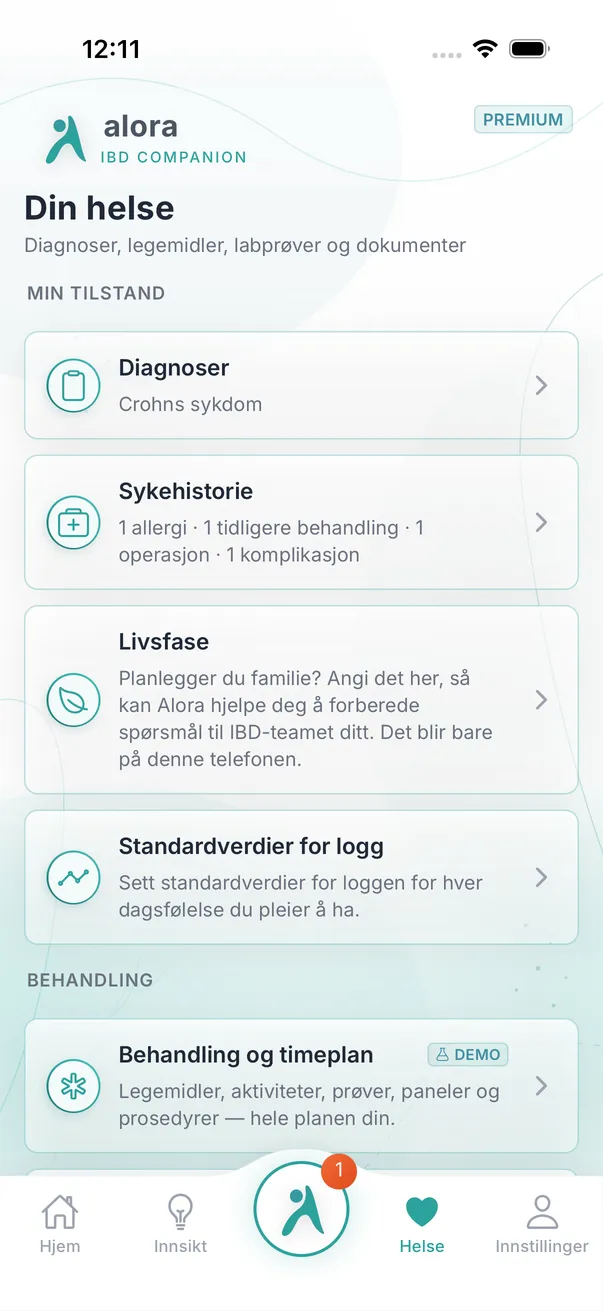 12:11
alora
IBD COMPANION
PREMIUM
Din helse
Diagnoser, legemidler, labprøver og dokumenter
MIN TILSTAND
Diagnoser
Crohns sykdom
Sykehistorie
1 allergi · 1 tidligere behandling · 1
operasjon · 1 komplikasjon
Livsfase
Planlegger du familie? Angi det her, så
kan Alora hjelpe deg å forberede
spørsmål til IBD-teamet ditt. Det blir bare
på denne telefonen.
Standardverdier for logg
Sett standardverdier for loggen for hver
dagsfølelse du pleier å ha.
BEHANDLING
Behandling og timeplan
DEMO
Legemidler, aktiviteter, prøver, paneler og
prosedyrer — hele planen din.
1
Hjem
Innsikt
Helse
Innstillinger